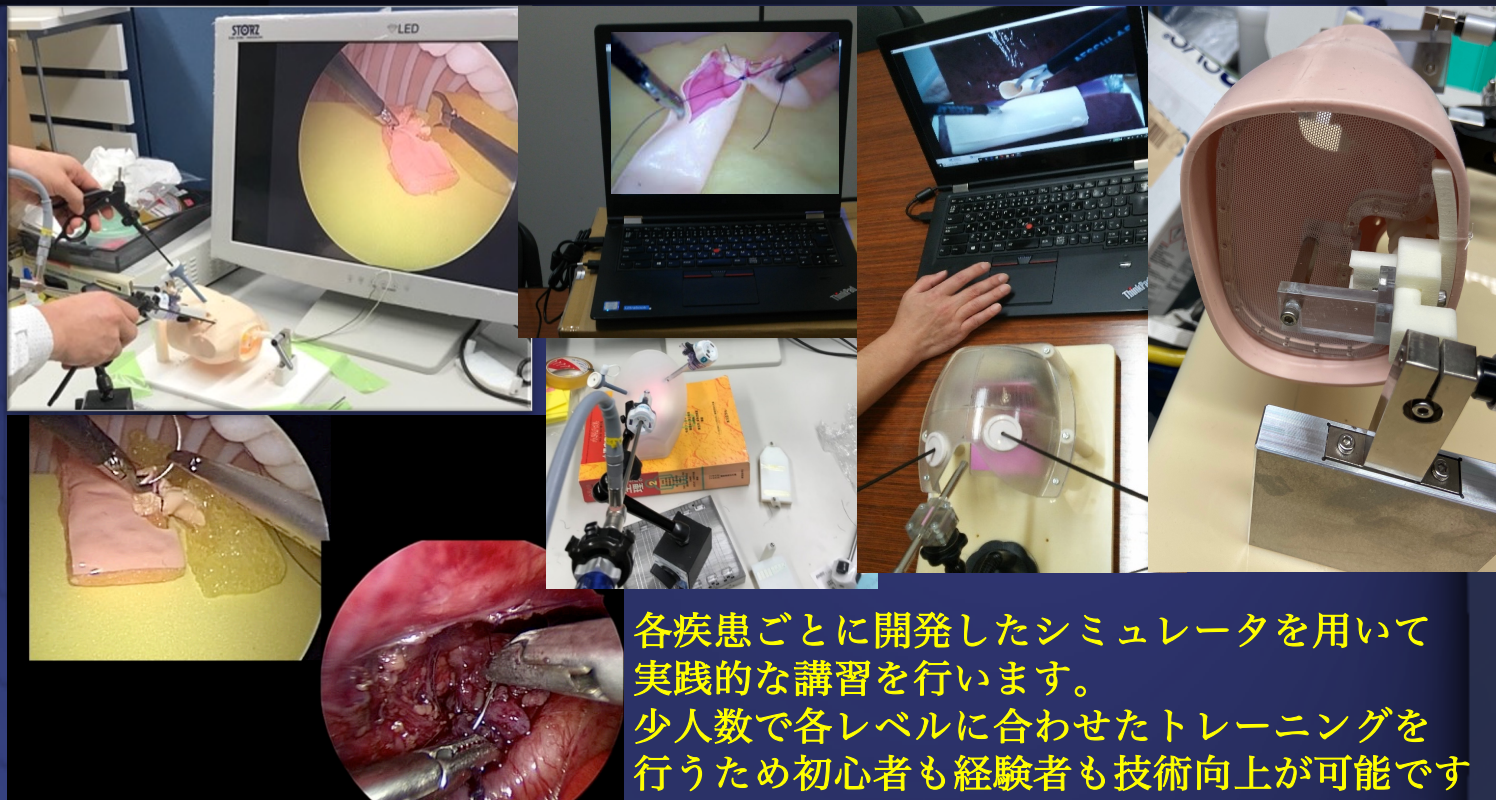 STORZ
LED
ThinkPad
ThinkPad
各疾患ごとに開発したシミュレータを用いて
実践的な講習を行います。
少人数で各レベルに合わせたトレーニングを
行うため初心者も経験者も技術向上が可能です